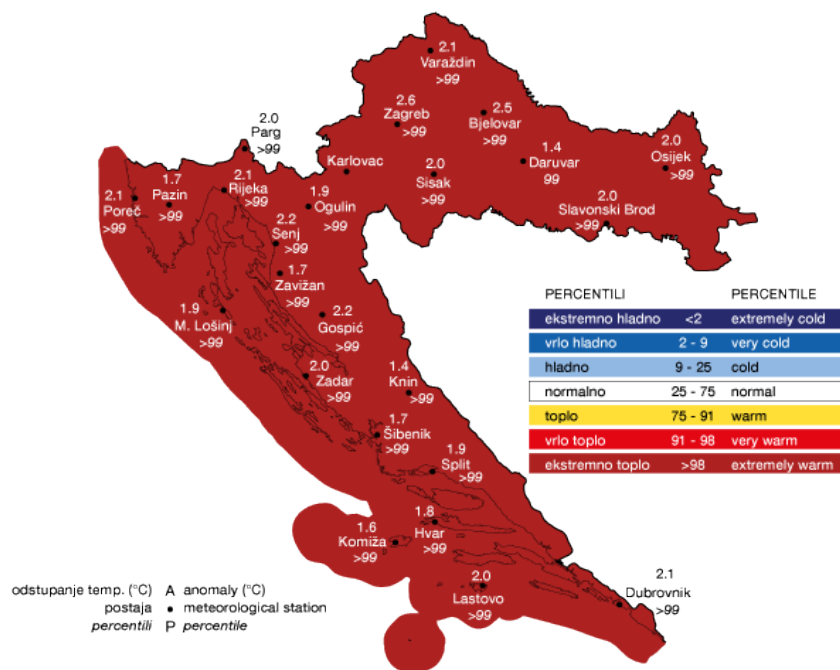 2.1
Varaždin
>99
2.6
Zagreb
>99
2.5
Bjelovar
>99
2.0
Parg
>99
1.4
Daruvar
99
2.0
Osijek
>99
Karlovac
2.0
Sisak
>99
2.1
Rijeka
>99
1.7
Pazin
>99
2.1
Poreč
>99
1.9
Ogulin
>99
2.0
Slavonski Brod
>99
2.2
Senj
>99
1.7
Zavižan
>99
1.9
M. Lošinj
>99
2.2
Gospić
>99
2.0
Zadar
>99
1.4
Knin
>99
1.7
Šibenik
>99
1.9
Split
>99
1.8
Hvar
>99
1.6
Komiža
>99
2.0
Lastovo
>99
2.1
Dubrovnik
>99
PERCENTILI PERCENTILE
ekstremno hladno <2 extremely cold
vrlo hladno 2 - 9 very cold
hladno 9 - 25 cold
normalno 25 - 75 normal
toplo 75 - 91 warm
vrlo toplo 91 - 98 very warm
ekstremno toplo >98 extremely warm
odstupanje temp. (°C) A anomaly (°C)
postaja • meteorological station
percentili P percentile